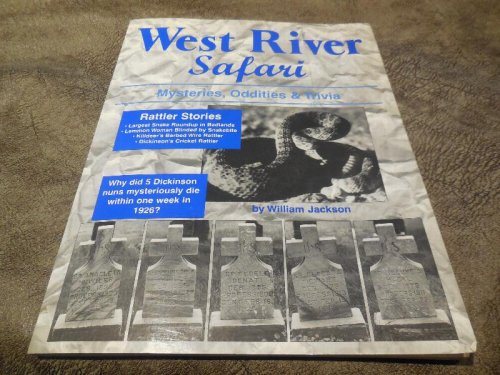 West River
Safari
Mysteries, Oddities & Trivia
Rattler Stories
- Largest Snake Roundup in Badlands
- Lemmon Woman Blinded by Snakebite
- Killdeer's Barbed Wire Rattler
- Dickinson's Cricket Rattler
Why did 5 Dickinson
nuns mysteriously die
within one week in
1926?
by William Jackson